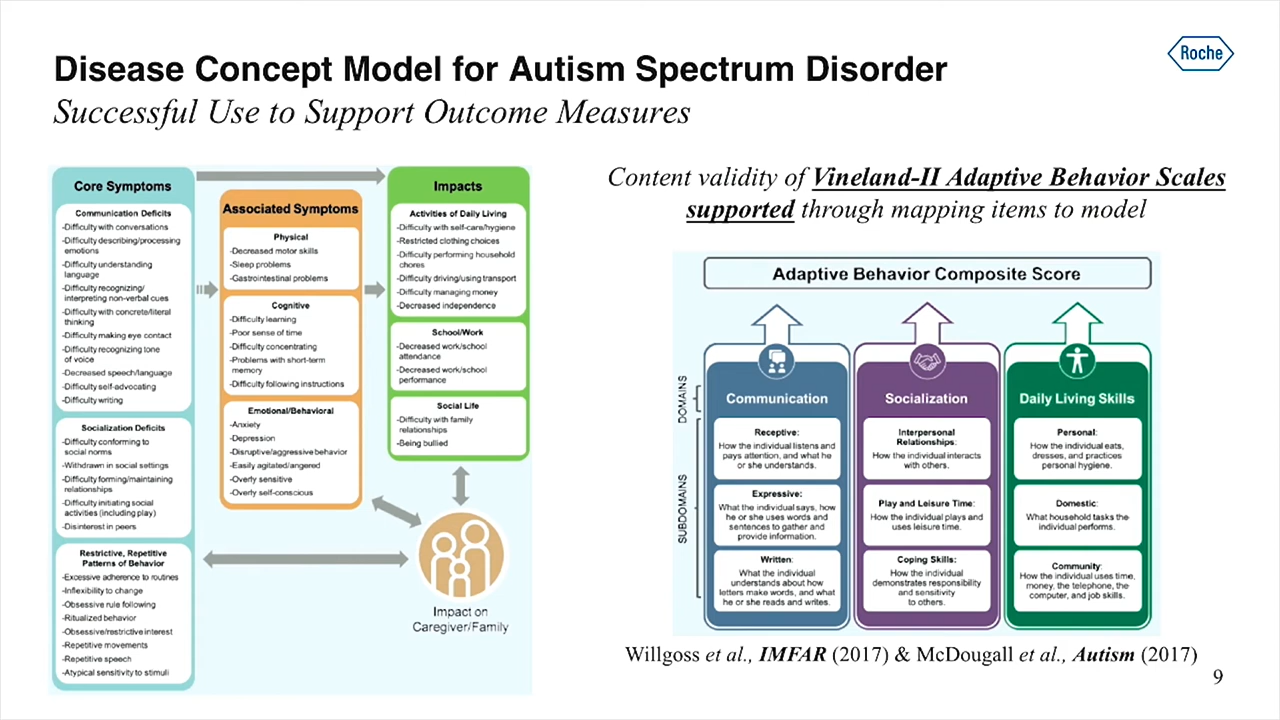 Roche
Disease Concept Model for Autism Spectrum Disorder
Successful Use to Support Outcome Measures
Core Symptoms
Communication Deficits
-Difficulty with conversations
-Difficulty describing/processing
emotions
-Difficulty understanding
language
-Difficulty recognizing/
interpreting non-verbal cues
-Difficulty with concrete/literal
thinking
-Difficulty making eye contact
-Difficulty recognizing tone
of voice
-Decreased speech/language
-Difficulty self-advocating
-Difficulty writing
Socialization Deficits
-Difficulty conforming to
social norms
-Withdrawn in social settings
-Difficulty forming/maintaining
relationships
-Difficulty initiating social
activities (including play)
-Disinterest in peers
Restrictive, Repetitive
Patterns of Behavior
-Excessive adherence to routines
-Inflexibility to change
-Obsessive rule following
-Ritualized behavior
-Obsessive/restrictive interest
-Repetitive movements
-Repetitive speech
-Atypical sensitivity to stimuli
Associated Symptoms
Physical
-Decreased motor skills
-Sleep problems
-Gastrointestinal problems
Cognitive
-Difficulty learning
-Poor sense of time
-Difficulty concentrating
-Problems with short-term
memory
-Difficulty following instructions
Emotional/Behavioral
-Anxiety
-Depression
-Disruptive/aggressive behavior
-Easily agitated/angered
-Overly sensitive
-Overly self-conscious
Impacts
Activities of Daily Living
-Difficulty with self-care/hygiene
-Restricted clothing choices
-Difficulty performing household
chores
-Difficulty driving/using transport
-Difficulty managing money
-Decreased independence
School/Work
-Decreased work/school
attendance
-Decreased work/school
performance
Social Life
-Difficulty with family
relationships
-Being bullied
Impact on
Caregiver/Family
Content validity of Vineland-II Adaptive Behavior Scales
supported through mapping items to model
Adaptive Behavior Composite Score
DOMAINS
SUBDOMAINS
Communication
Receptive:
How the individual listens and
pays attention, and what he
or she understands.
Expressive:
What the individual says, how
he or she uses words and
sentences to gather and
provide information.
Written:
What the individual
understands about how
letters make words, and what
he or she reads and writes.
Socialization
Interpersonal
Relationships:
How the individual interacts
with others.
Play and Leisure Time:
How the individual plays and
uses leisure time.
Coping Skills:
How the individual
demonstrates responsibility
and sensitivity
to others.
Daily Living Skills
Personal:
How the individual eats,
dresses, and practices
personal hygiene.
Domestic:
What household tasks the
individual performs.
Community:
How the individual uses time,
money, the telephone, the
computer, and job skills.
Willgoss et al., IMFAR (2017) & McDougall et al., Autism (2017)
9